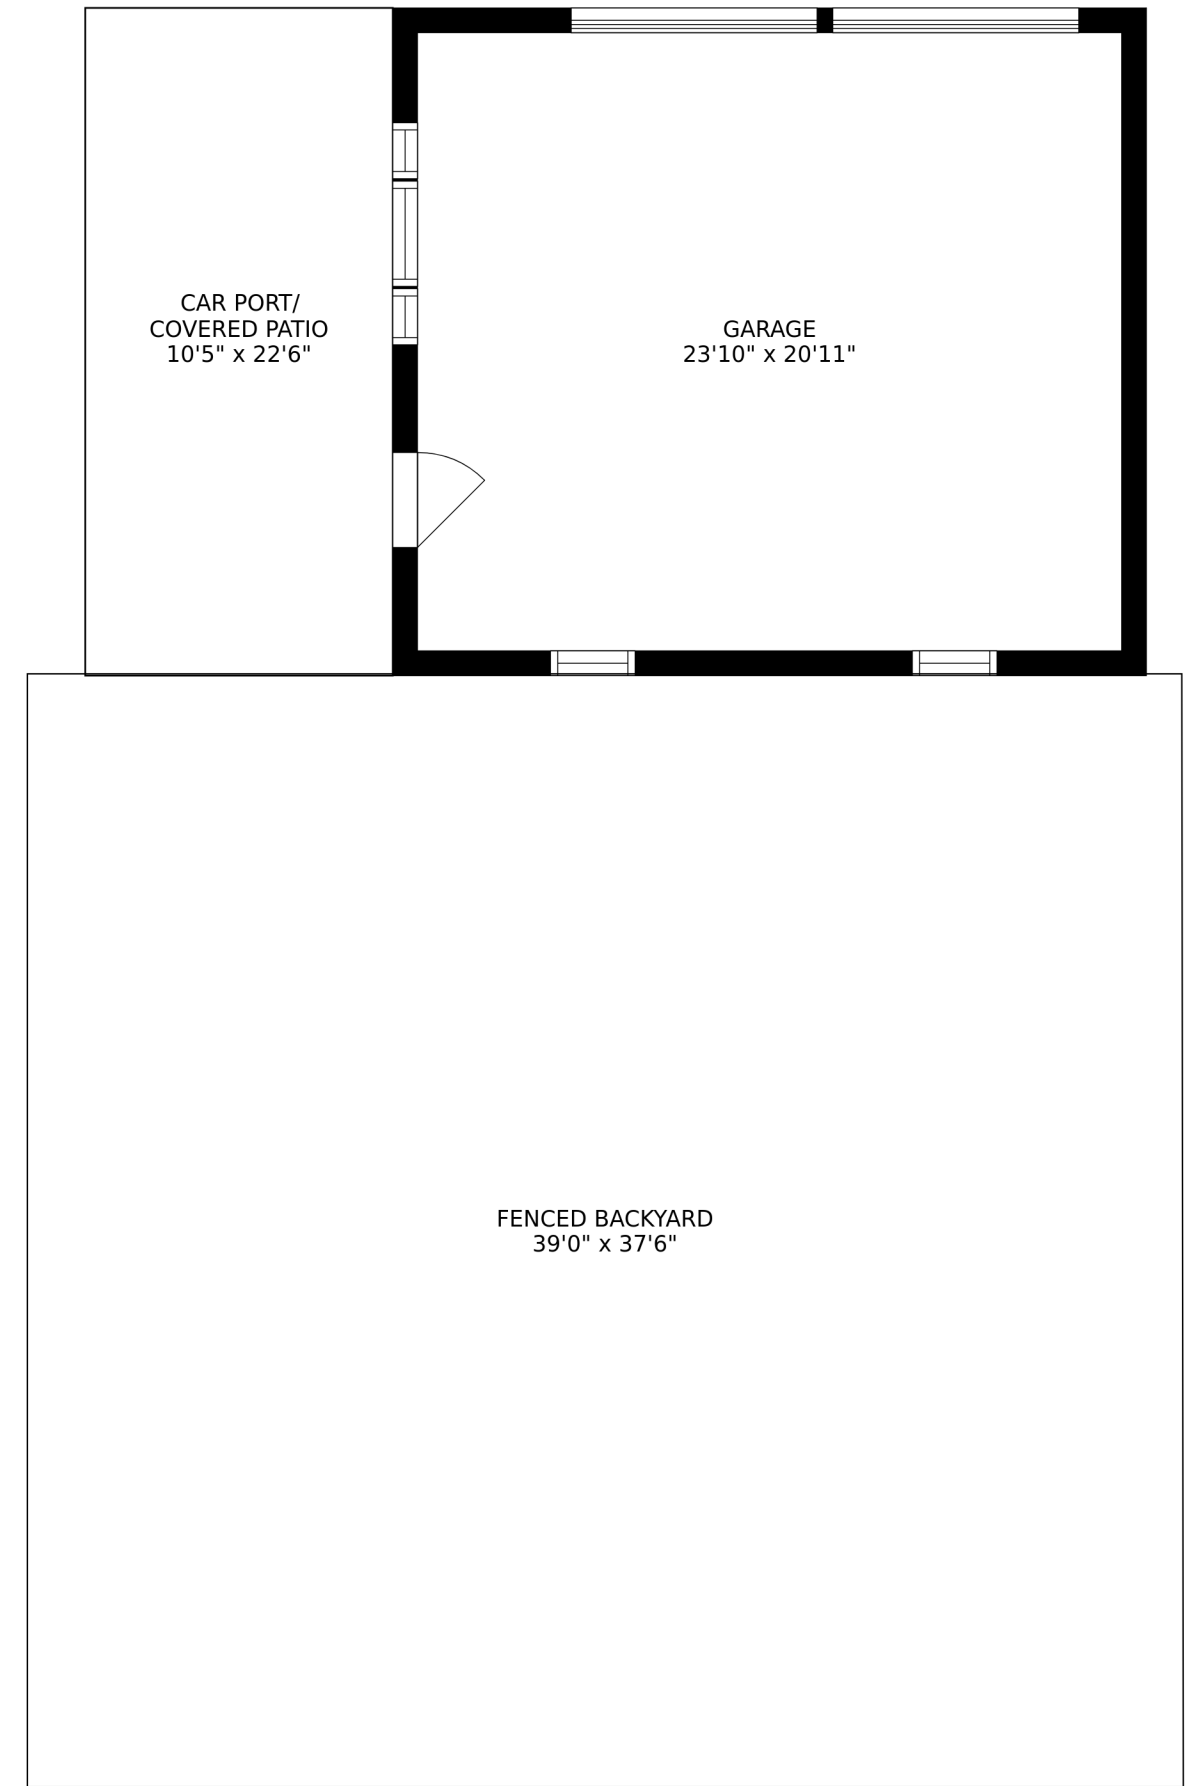 CAR PORT/
COVERED PATIO
10'5" x 22'6"
GARAGE
23'10" x 20'11"
FENCED BACKYARD
39'0" x 37'6"